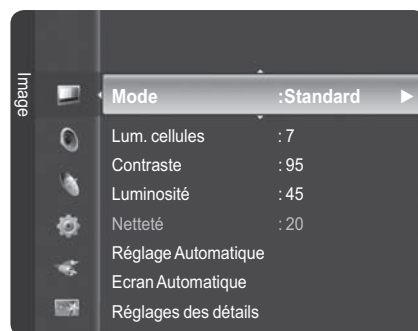 Image
Mode :Standard
Lum. cellules : 7
Contraste : 95
Luminosité : 45
Netteté : 20
Réglage Automatique
Ecran Automatique
Réglages des détails